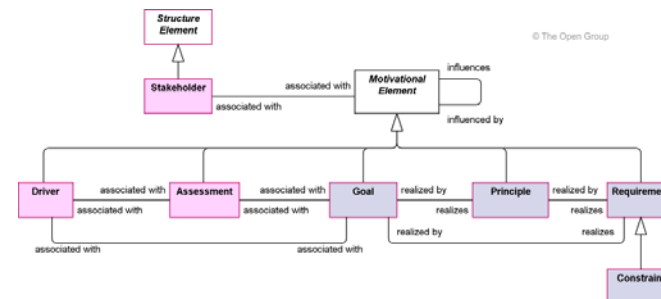 Structure
Element
© The Open Group
influences
Motivational
Element
associated with
Stakeholder
associated with
influenced by
Driver
associated with
associated with
Assessment
associated with
associated with
Goal
realized by
realizes
Principle
realized by
realizes
Requireme
realized by
realizes
associated with
associated with
Constrain